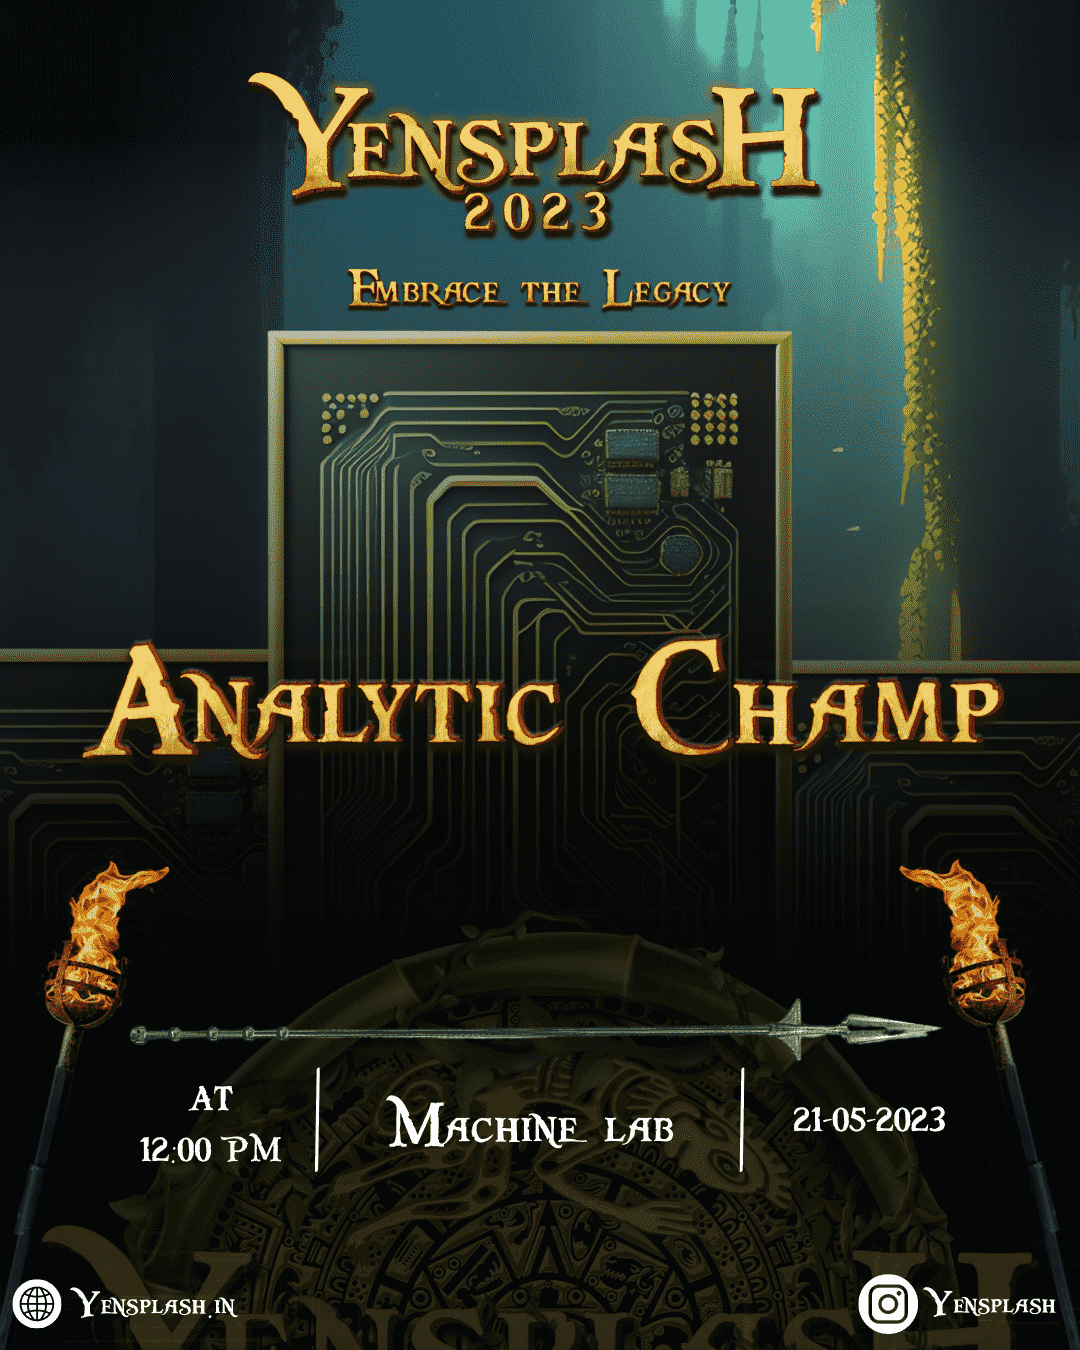 Yensplash
2023
Embrace the Legacy
Analytic Champ
At
12:00 PM
Machine lab
21-05-2023
Yensplash.in
Yensplash
Yensplash